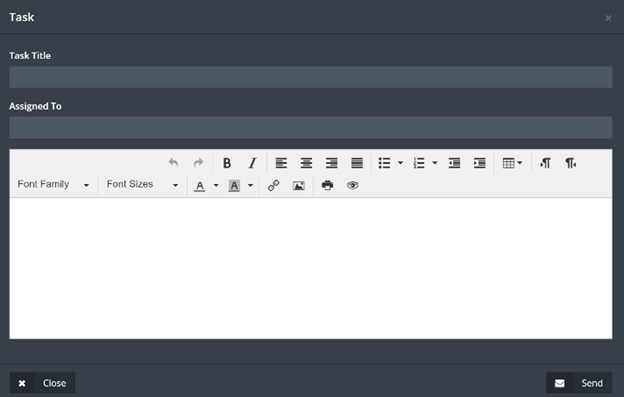 Task
Task Title
Assigned To
B I
Font Family Font Sizes A A
Close Send